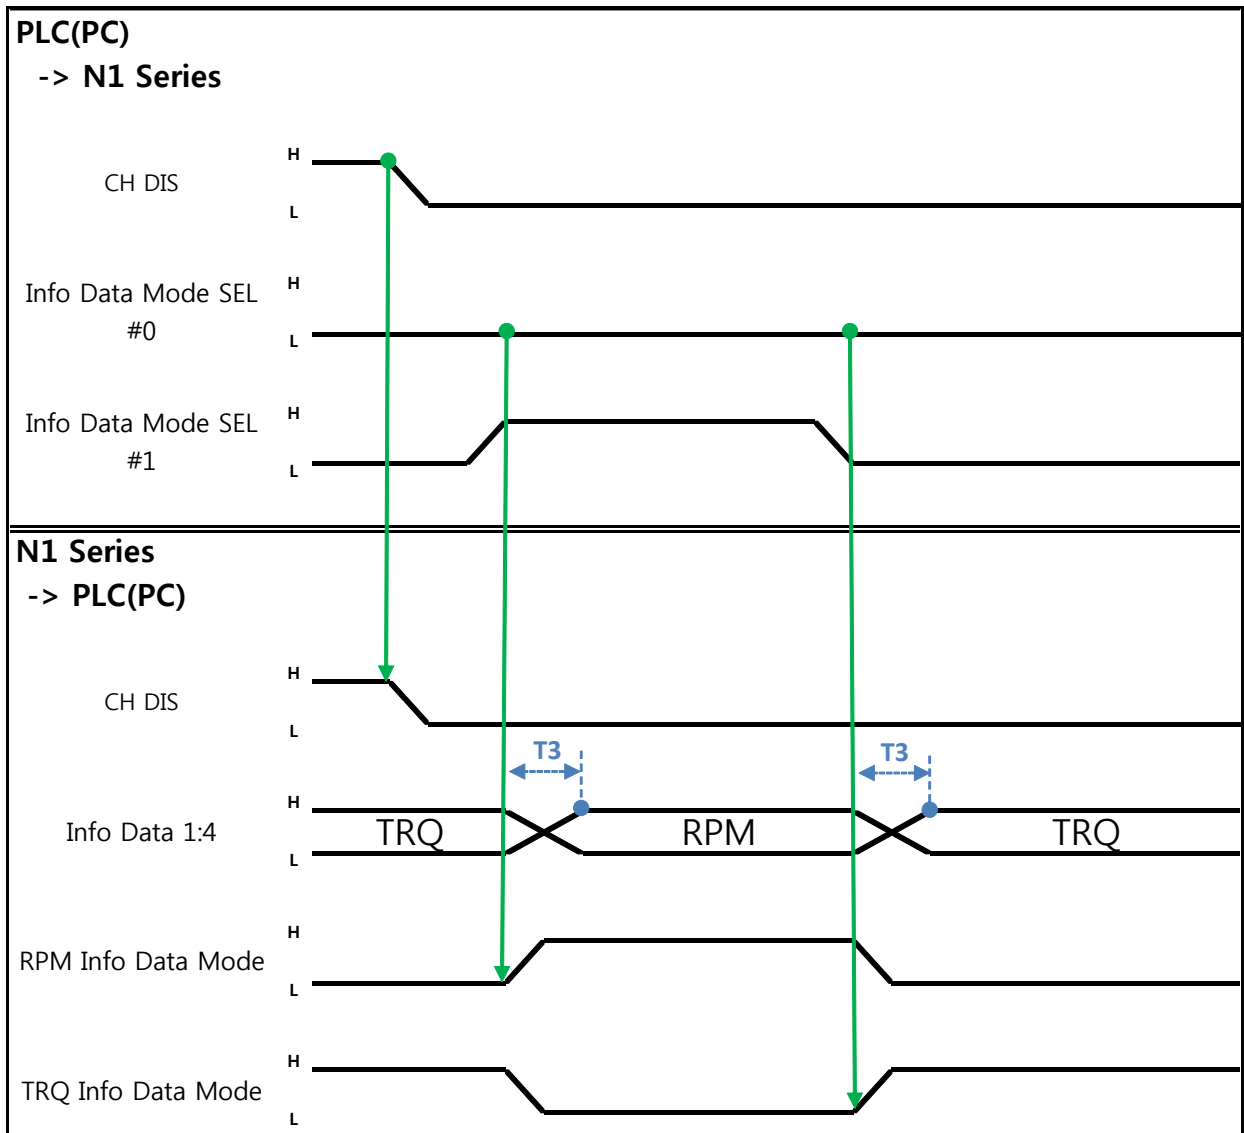 PLC(PC)
-> N1 Series
H
CH DIS
L
H
Info Data Mode SEL
#0
L
H
Info Data Mode SEL
#1
L
N1 Series
-> PLC(PC)
H
CH DIS
L
T3 T3
H
Info Data 1:4 TRQ RPM TRQ
L
H
RPM Info Data Mode
L
H
TRQ Info Data Mode
L